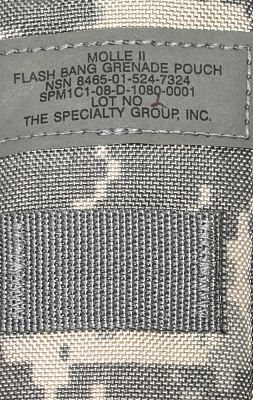 MOLLE II
FLASH BANG GRENADE POUCH
NSN 8465-01-524-7324
SPM1C1-08-D-1080-0001
LOT NO
THE SPECIALTY GROUP, INC.